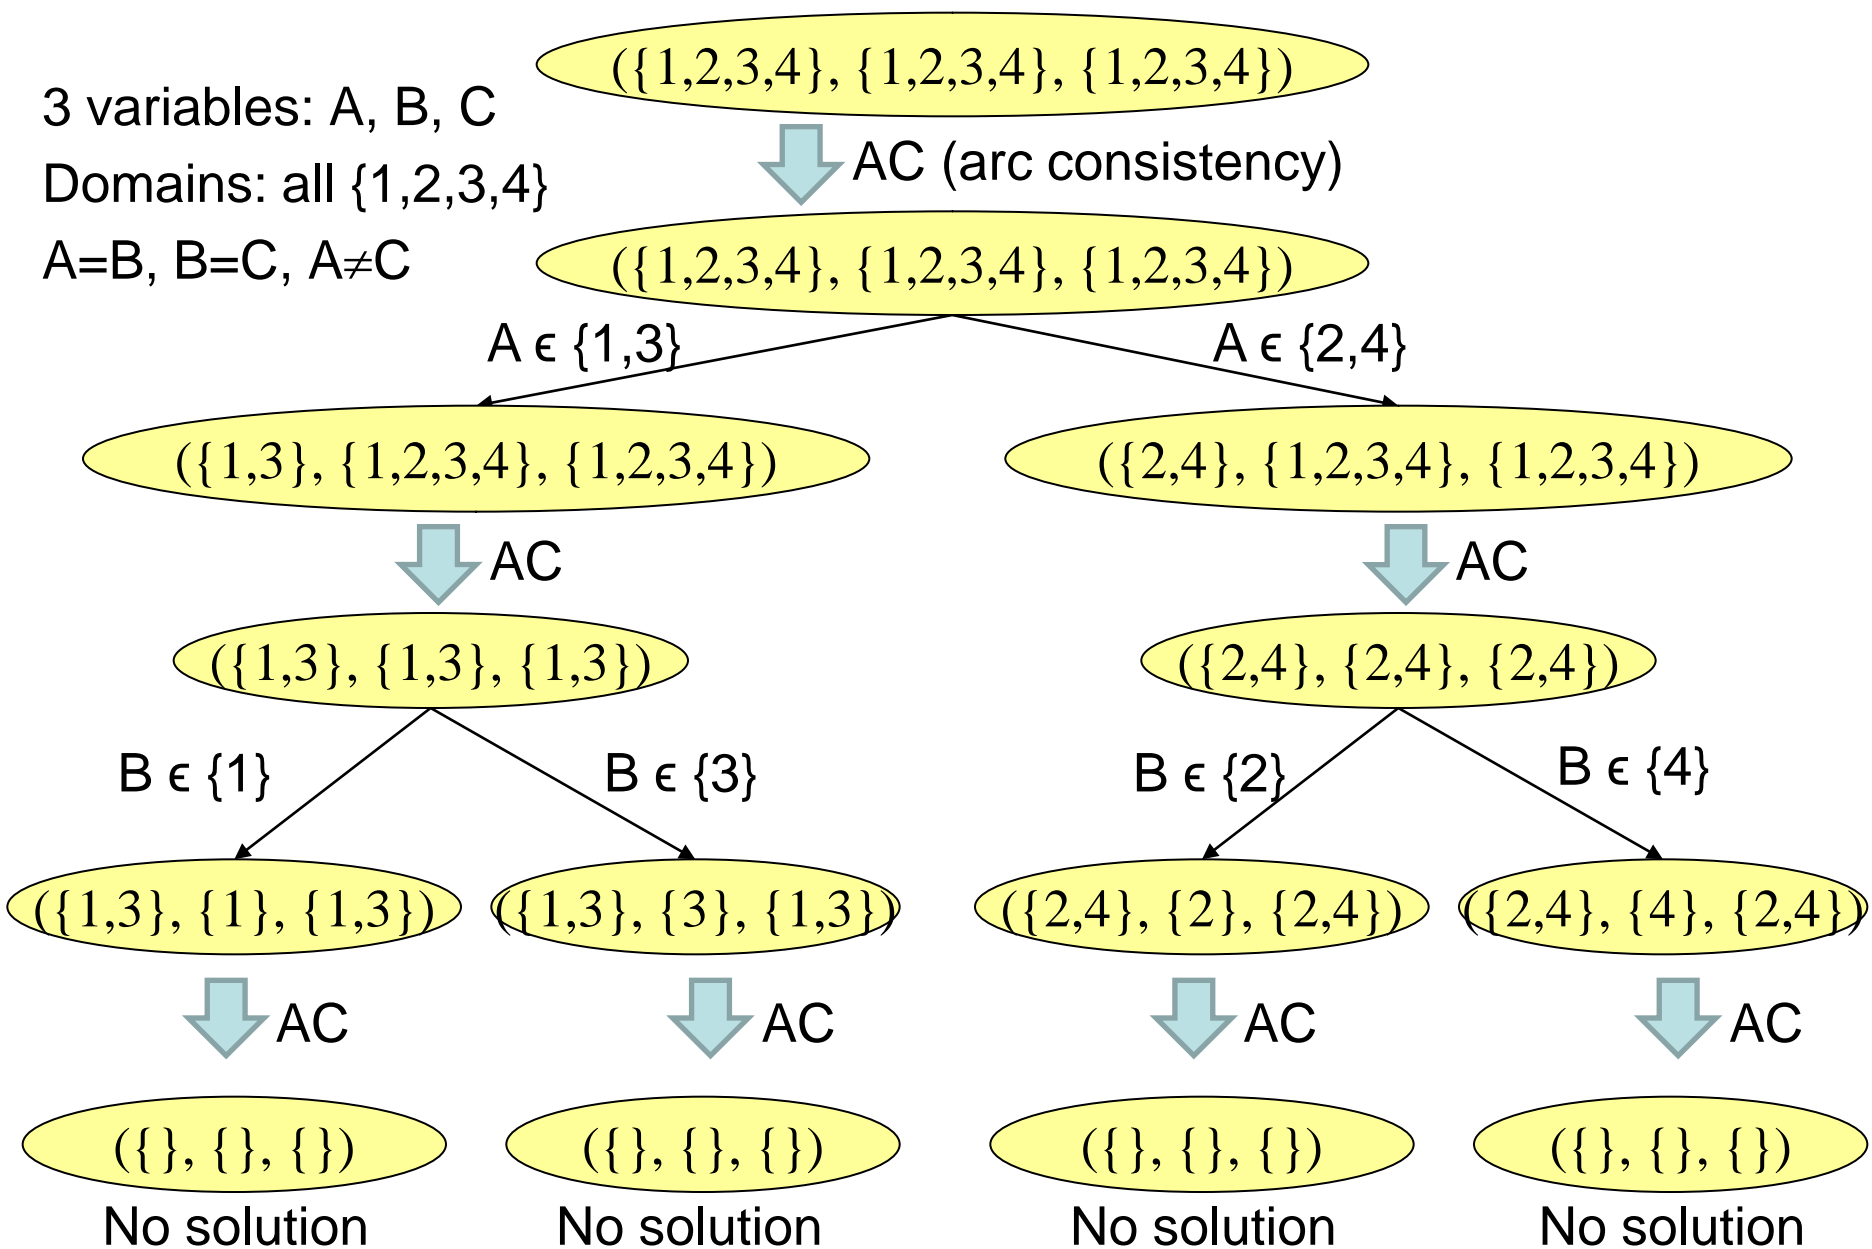 ({1,2,3,4}, {1,2,3,4}, {1,2,3,4})
3 variables: A, B, C
AC (arc consistency)
Domains: all {1,2,3,4}
A=B, B=C, A≠C
({1,2,3,4}, {1,2,3,4}, {1,2,3,4})
A ϵ {1,3}
A ϵ {2,4}
({1,3}, {1,2,3,4}, {1,2,3,4})
({2,4}, {1,2,3,4}, {1,2,3,4})
AC
AC
({1,3}, {1,3}, {1,3})
({2,4}, {2,4}, {2,4})
B ϵ {1}
B ϵ {3}
B ϵ {2}
B ϵ {4}
({1,3}, {1}, {1,3})
({1,3}, {3}, {1,3})
({2,4}, {2}, {2,4})
({2,4}, {4}, {2,4})
AC
AC
AC
AC
({}, {}, {})
({}, {}, {})
({}, {}, {})
({}, {}, {})
No solution
No solution
No solution
No solution